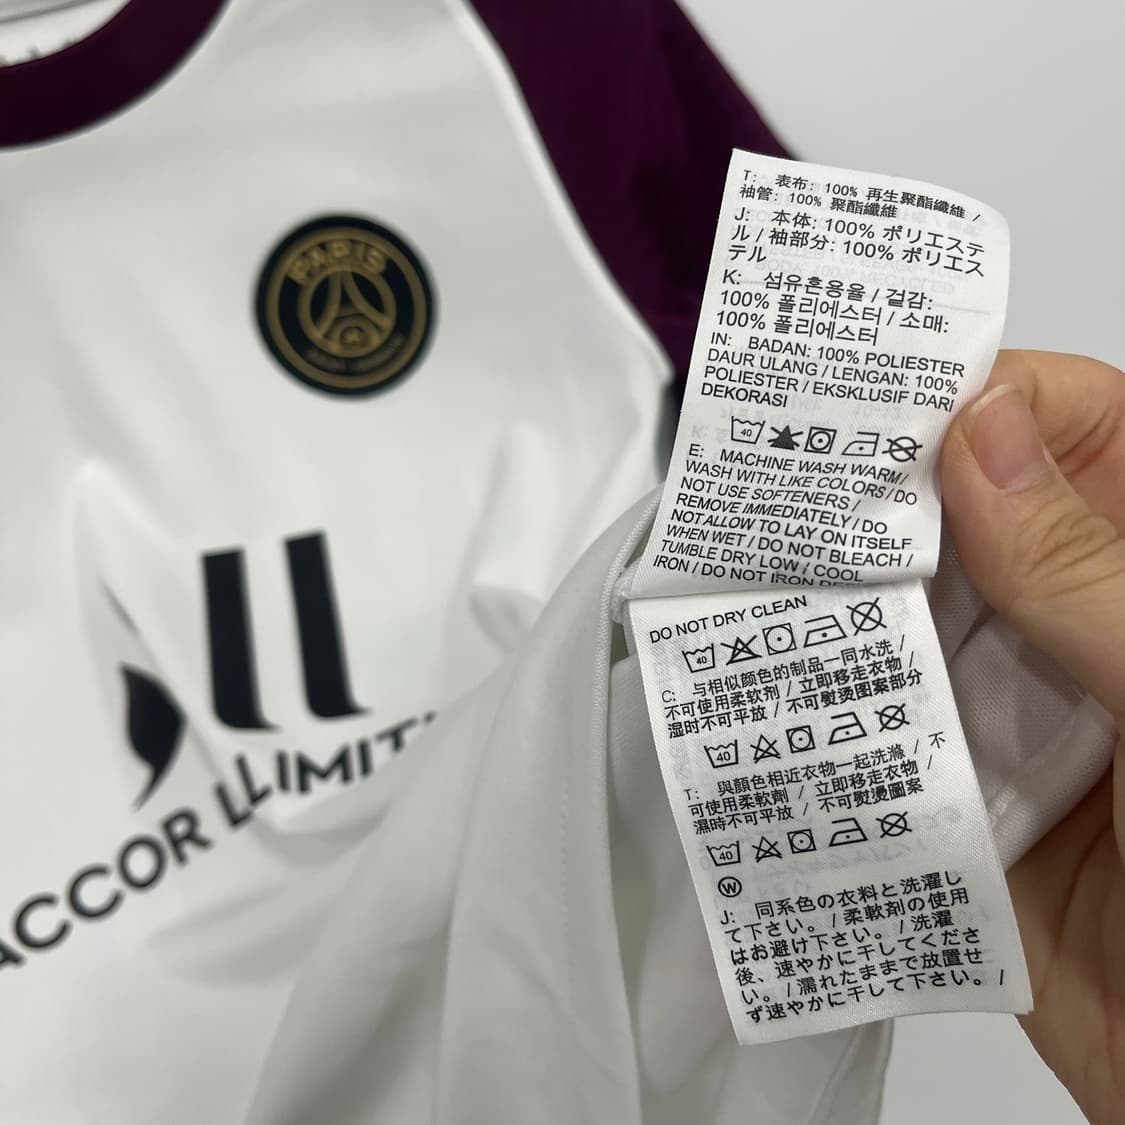 PARIS
ACCOR LLIMIT
T: 表布: 100% 再生聚酯纖維 /
袖管: 100% 聚酯纖維
J: 本体: 100% ポリエステ
ル / 袖部分: 100% ポリエス
テル
K: 섬유혼용율 / 겉감:
100% 폴리에스터 / 소매:
100% 폴리에스터
IN: BADAN: 100% POLIESTER
DAUR ULANG / LENGAN: 100%
POLIESTER / EKSKLUSIF DARI
DEKORASI
40
E: MACHINE WASH WARM/
WASH WITH LIKE COLORS / DO
NOT USE SOFTENERS /
REMOVE IMMEDIATELY / DO
NOT ALLOW TO LAY ON ITSELF
WHEN WET / DO NOT BLEACH /
TUMBLE DRY LOW / COOL
IRON / DO NOT IRON
DO NOT DRY CLEAN
40
C: 与相似颜色的制品一同水洗 /
不可使用柔软剂 / 立即移走衣物 /
湿时不可平放 / 不可熨烫图案部分
40
T: 與顏色相近衣物一起洗滌 / 不
可使用柔軟劑 / 立即移走衣物 /
濕時不可平放 / 不可熨燙圖案
40
W
J: 同系色の衣料と洗濯し
て下さい。 / 柔軟剤の使用
はお避け下さい。 / 洗濯
後、速やかに干してくださ
い。 / 濡れたままで放置せ
ず速やかに干して下さい。 /